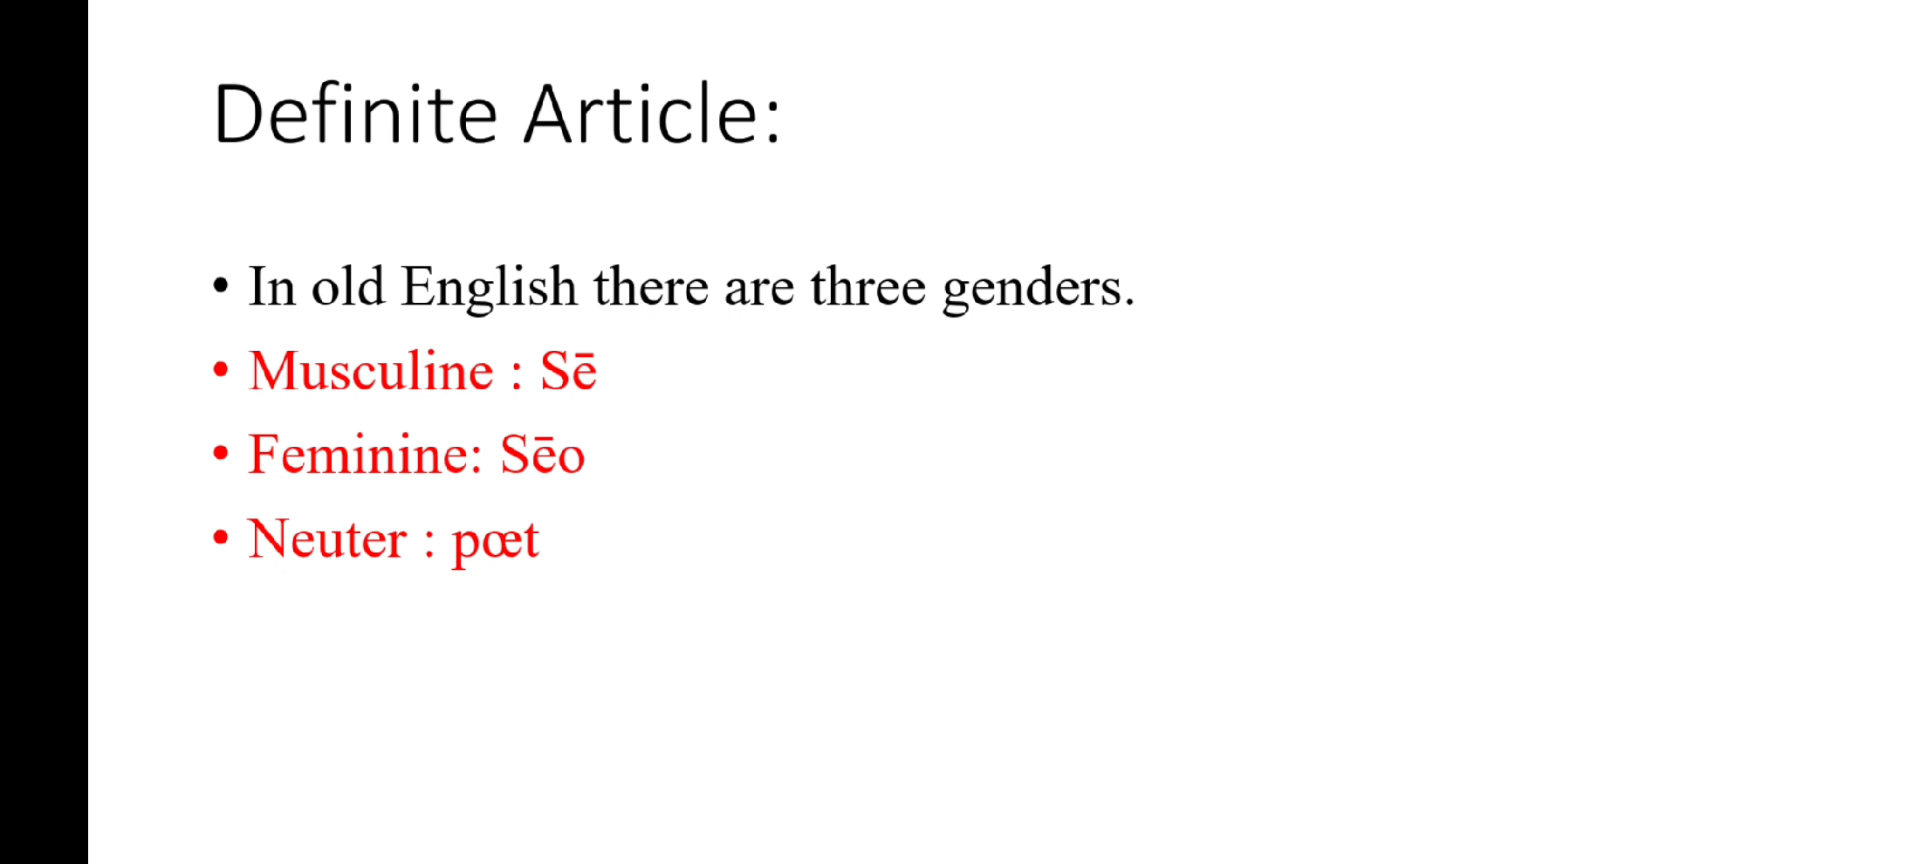 Definite Article:
• In old English there are three genders.
• Musculine : Sē
• Feminine: Sēo
• Neuter : pœt